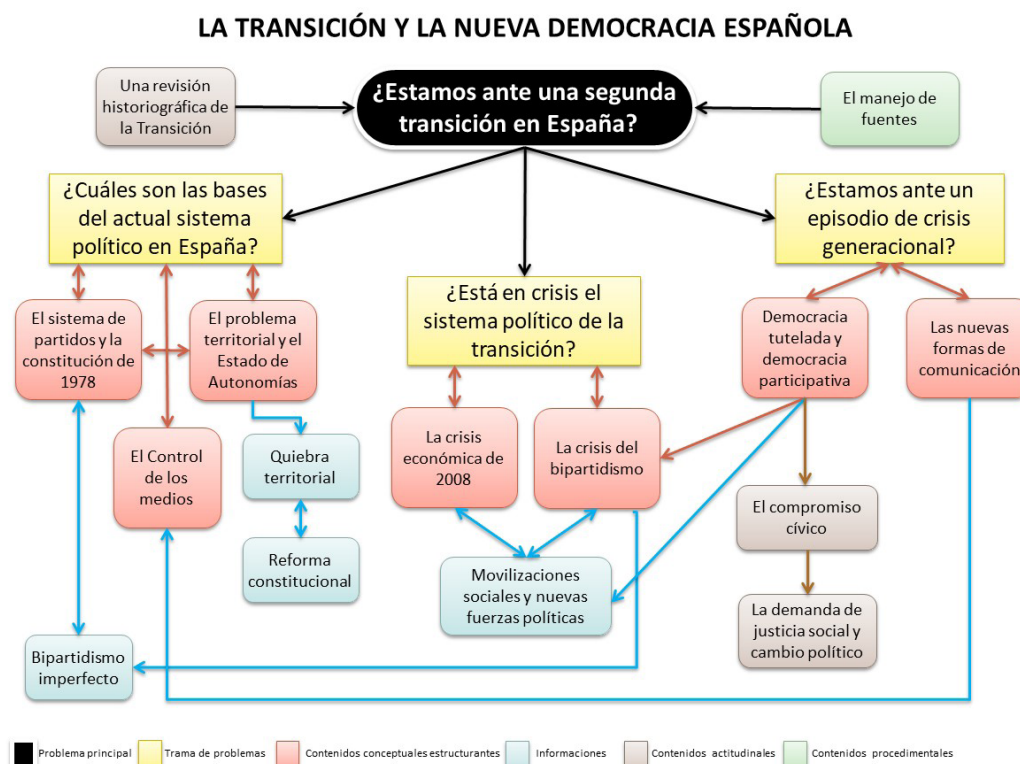 LA TRANSICIÓN Y LA NUEVA DEMOCRACIA ESPAÑOLA
Una revisión
historiográfica de
la Transición
¿Estamos ante una segunda
transición en España?
El manejo de
fuentes
¿Cuáles son las bases
del actual sistema
político en España?
¿Estamos ante un
episodio de crisis
generacional?
¿Está en crisis el
sistema político de la
transición?
El sistema de
partidos y la
constitución de
1978
El problema
territorial y el
Estado de
Autonomías
Democracia
tutelada y
democracia
participativa
Las nuevas
formas de
comunicación
El Control
de los
medios
Quiebra
territorial
La crisis
económica de
2008
La crisis del
bipartidismo
El compromiso
cívico
Reforma
constitucional
Movilizaciones
sociales y nuevas
fuerzas políticas
La demanda de
justicia social y
cambio político
Bipartidismo
imperfecto
Problema principal
Trama de problemas
Contenidos conceptuales estructurantes
Informaciones
Contenidos actitudinales
Contenidos procedimentales